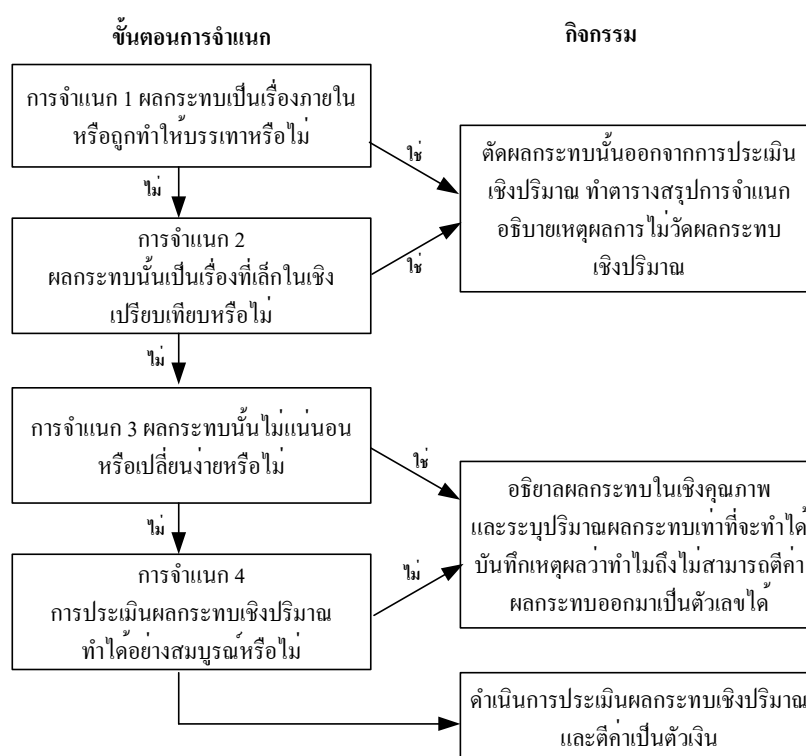 ขั้นตอนการจำแนก
กิจกรรม
การจำแนก 1 ผลกระทบเป็นเรื่องภายใน
หรือถูกทำให้บรรเทาหรือไม่
ใช่
ไม่
ตัดผลกระทบนั้นออกจากการประเมิน
เชิงปริมาณ ทำตารางสรุปการจำแนก
อธิบายเหตุผลการไม่วัดผลกระทบ
เชิงปริมาณ
การจำแนก 2
ผลกระทบนั้นเป็นเรื่องที่เล็กในเชิง
เปรียบเทียบหรือไม่
ใช่
ไม่
การจำแนก 3 ผลกระทบนั้นไม่แน่นอน
หรือเปลี่ยนง่ายหรือไม่
ใช่
ไม่
อธิยาลผลกระทบในเชิงคุณภาพ
และระบุปริมาณผลกระทบเท่าที่จะทำได้
บันทึกเหตุผลว่าทำไมถึงไม่สามารถตีค่า
ผลกระทบออกมาเป็นตัวเลขได้
การจำแนก 4
การประเมินผลกระทบเชิงปริมาณ
ทำได้อย่างสมบูรณ์หรือไม่
ไม่
ดำเนินการประเมินผลกระทบเชิงปริมาณ
และตีค่าเป็นตัวเงิน